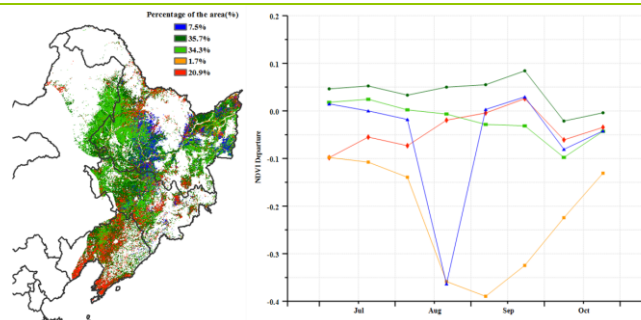 Percentage of the area(%)
7.5%
35.7%
34.3%
1.7%
20.9%
0.2
0.1
0.0
-0.1
-0.2
-0.3
-0.4
NDVI Departure
Jul
Aug
Sep
Oct